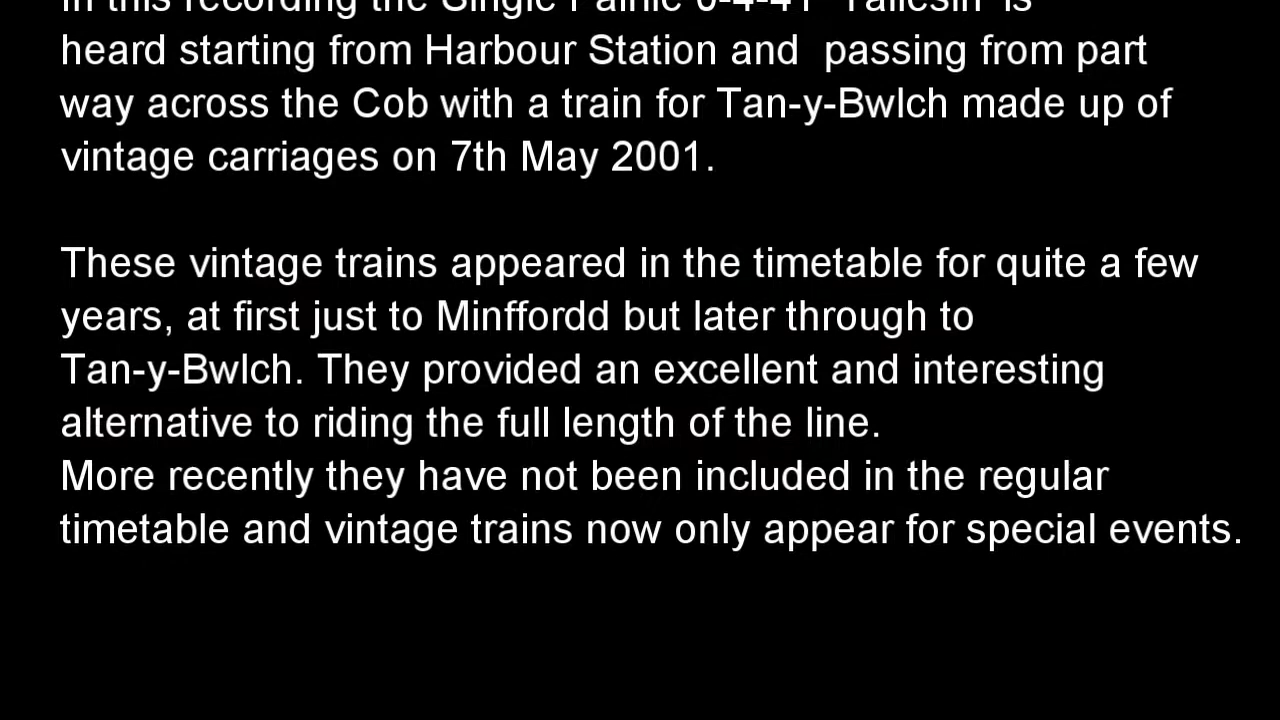 In this recording the Single Fairlie 0-4-4T 'Taliesin' is
heard starting from Harbour Station and  passing from part
way across the Cob with a train for Tan-y-Bwlch made up of
vintage carriages on 7th May 2001.
These vintage trains appeared in the timetable for quite a few
years, at first just to Minffordd but later through to
Tan-y-Bwlch. They provided an excellent and interesting
alternative to riding the full length of the line.
More recently they have not been included in the regular
timetable and vintage trains now only appear for special events.